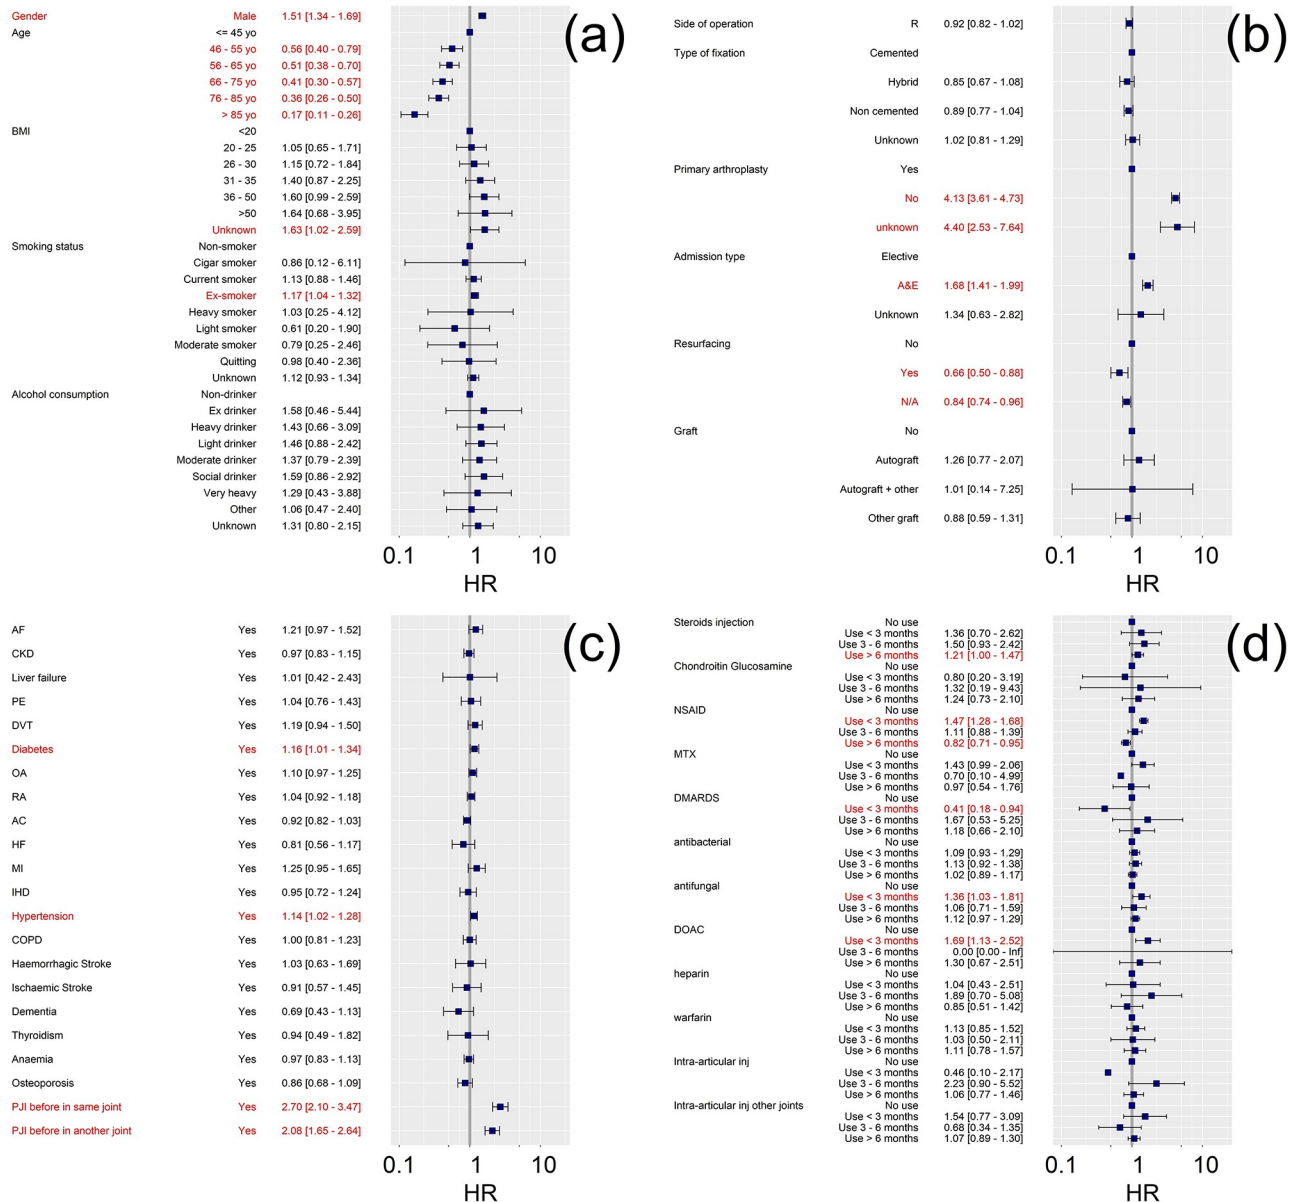 (a)
Gender Male 1.51 [1.34 - 1.69]
Age <= 45 yo
46 - 55 yo 0.56 [0.40 - 0.79]
56 - 65 yo 0.51 [0.38 - 0.70]
66 - 75 yo 0.41 [0.30 - 0.57]
76 - 85 yo 0.36 [0.26 - 0.50]
> 85 yo 0.17 [0.11 - 0.26]
BMI <20
20 - 25 1.05 [0.65 - 1.71]
26 - 30 1.15 [0.72 - 1.84]
31 - 35 1.40 [0.87 - 2.25]
36 - 50 1.60 [0.99 - 2.59]
>50 1.64 [0.68 - 3.95]
Unknown 1.63 [1.02 - 2.59]
Smoking status Non-smoker
Cigar smoker 0.86 [0.12 - 6.11]
Current smoker 1.13 [0.88 - 1.46]
Ex-smoker 1.17 [1.04 - 1.32]
Heavy smoker 1.03 [0.25 - 4.12]
Light smoker 0.61 [0.20 - 1.90]
Moderate smoker 0.79 [0.25 - 2.46]
Quitting 0.98 [0.40 - 2.36]
Unknown 1.12 [0.93 - 1.34]
Alcohol consumption Non-drinker
Ex drinker 1.58 [0.46 - 5.44]
Heavy drinker 1.43 [0.66 - 3.09]
Light drinker 1.46 [0.88 - 2.42]
Moderate drinker 1.37 [0.79 - 2.39]
Social drinker 1.59 [0.86 - 2.92]
Very heavy 1.29 [0.43 - 3.88]
Other 1.06 [0.47 - 2.40]
Unknown 1.31 [0.80 - 2.15]
0.1 1 10
HR
(b)
Side of operation R 0.92 [0.82 - 1.02]
Type of fixation Cemented
Hybrid 0.85 [0.67 - 1.08]
Non cemented 0.89 [0.77 - 1.04]
Unknown 1.02 [0.81 - 1.29]
Primary arthroplasty Yes
No 4.13 [3.61 - 4.73]
unknown 4.40 [2.53 - 7.64]
Admission type Elective
A&E 1.68 [1.41 - 1.99]
Unknown 1.34 [0.63 - 2.82]
Resurfacing No
Yes 0.66 [0.50 - 0.88]
N/A 0.84 [0.74 - 0.96]
Graft No
Autograft 1.26 [0.77 - 2.07]
Autograft + other 1.01 [0.14 - 7.25]
Other graft 0.88 [0.59 - 1.31]
0.1 1 10
HR
(c)
AF Yes 1.21 [0.97 - 1.52]
CKD Yes 0.97 [0.83 - 1.15]
Liver failure Yes 1.01 [0.42 - 2.43]
PE Yes 1.04 [0.76 - 1.43]
DVT Yes 1.19 [0.94 - 1.50]
Diabetes Yes 1.16 [1.01 - 1.34]
OA Yes 1.10 [0.97 - 1.25]
RA Yes 1.04 [0.92 - 1.18]
AC Yes 0.92 [0.82 - 1.03]
HF Yes 0.81 [0.56 - 1.17]
MI Yes 1.25 [0.95 - 1.65]
IHD Yes 0.95 [0.72 - 1.24]
Hypertension Yes 1.14 [1.02 - 1.28]
COPD Yes 1.00 [0.81 - 1.23]
Haemorrhagic Stroke Yes 1.03 [0.63 - 1.69]
Ischaemic Stroke Yes 0.91 [0.57 - 1.45]
Dementia Yes 0.69 [0.43 - 1.13]
Thyroidism Yes 0.94 [0.49 - 1.82]
Anaemia Yes 0.97 [0.83 - 1.13]
Osteoporosis Yes 0.86 [0.68 - 1.09]
PJI before in same joint Yes 2.70 [2.10 - 3.47]
PJI before in another joint Yes 2.08 [1.65 - 2.64]
0.1 1 10
HR
(d)
Steroids injection No use
Use < 3 months 1.36 [0.70 - 2.62]
Use 3 - 6 months 1.50 [0.93 - 2.42]
Use > 6 months 1.21 [1.00 - 1.47]
Chondroitin Glucosamine No use
Use < 3 months 0.80 [0.20 - 3.19]
Use 3 - 6 months 1.32 [0.19 - 9.43]
Use > 6 months 1.24 [0.73 - 2.10]
NSAID No use
Use < 3 months 1.47 [1.28 - 1.68]
Use 3 - 6 months 1.11 [0.88 - 1.39]
Use > 6 months 0.82 [0.71 - 0.95]
MTX No use
Use < 3 months 1.43 [0.99 - 2.06]
Use 3 - 6 months 0.70 [0.10 - 4.99]
Use > 6 months 0.97 [0.54 - 1.76]
DMARDS No use
Use < 3 months 0.41 [0.18 - 0.94]
Use 3 - 6 months 1.67 [0.53 - 5.25]
Use > 6 months 1.18 [0.66 - 2.10]
antibacterial No use
Use < 3 months 1.09 [0.93 - 1.29]
Use 3 - 6 months 1.13 [0.92 - 1.38]
Use > 6 months 1.02 [0.89 - 1.17]
antifungal No use
Use < 3 months 1.36 [1.03 - 1.81]
Use 3 - 6 months 1.06 [0.71 - 1.59]
Use > 6 months 1.12 [0.97 - 1.29]
DOAC No use
Use < 3 months 1.69 [1.13 - 2.52]
Use 3 - 6 months 0.00 [0.00 - Inf]
Use > 6 months 1.30 [0.67 - 2.51]
heparin No use
Use < 3 months 1.04 [0.43 - 2.51]
Use 3 - 6 months 1.89 [0.70 - 5.08]
Use > 6 months 0.85 [0.51 - 1.42]
warfarin No use
Use < 3 months 1.13 [0.85 - 1.52]
Use 3 - 6 months 1.03 [0.50 - 2.11]
Use > 6 months 1.11 [0.78 - 1.57]
Intra-articular inj No use
Use < 3 months 0.46 [0.10 - 2.17]
Use 3 - 6 months 2.23 [0.90 - 5.52]
Use > 6 months 1.06 [0.77 - 1.46]
Intra-articular inj other joints No use
Use < 3 months 1.54 [0.77 - 3.09]
Use 3 - 6 months 0.68 [0.34 - 1.35]
Use > 6 months 1.07 [0.89 - 1.30]
0.1 1 10
HR